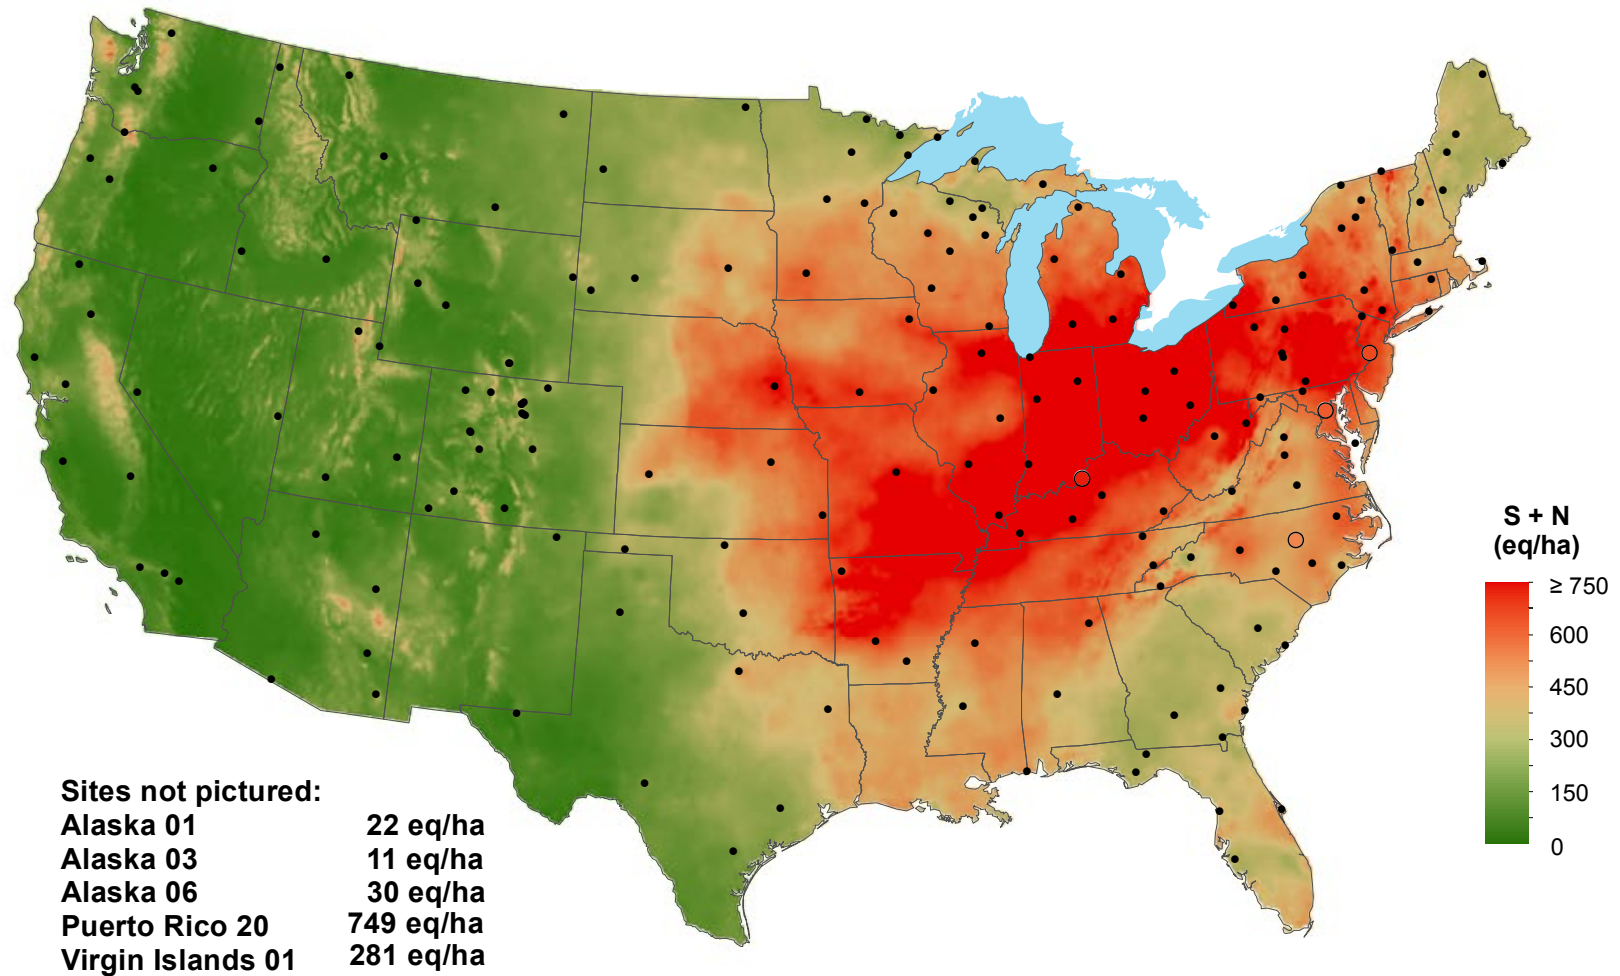 S + N
(eq/ha)
≥ 750
600
450
300
150
0
Sites not pictured:
Alaska 01 22 eq/ha
Alaska 03 11 eq/ha
Alaska 06 30 eq/ha
Puerto Rico 20 749 eq/ha
Virgin Islands 01 281 eq/ha